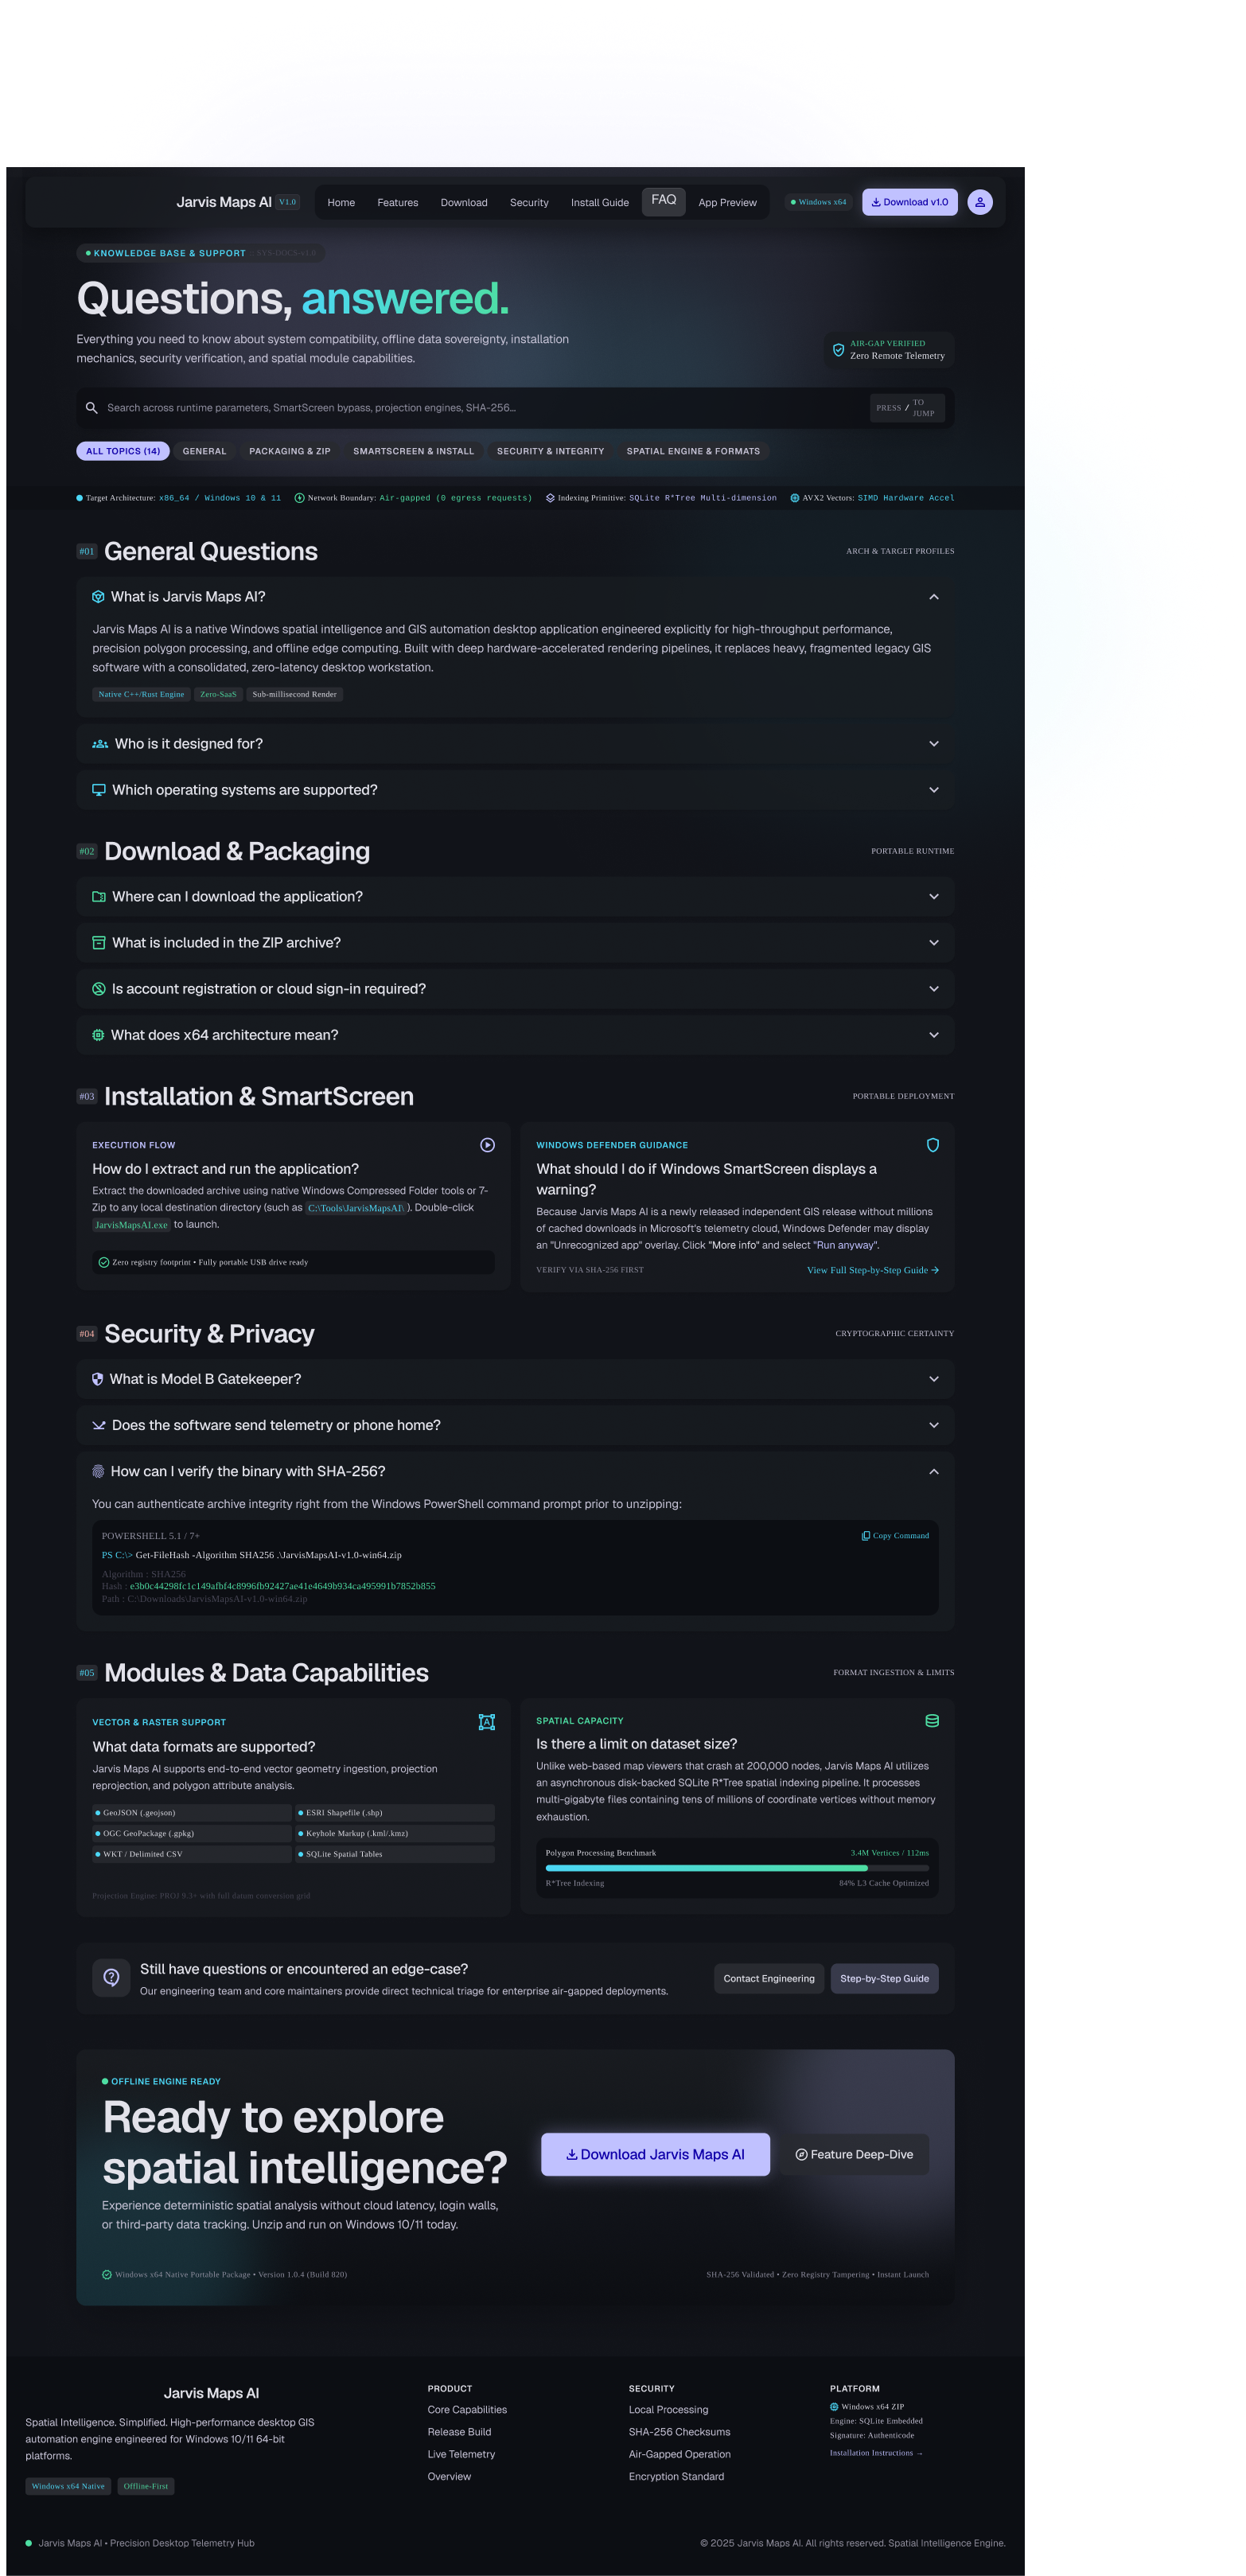 Jarvis Maps AI V1.0 Home Features Download Security Install Guide FAQ App Preview Windows x64 Download v1.0
KNOWLEDGE BASE & SUPPORT SYS-DOCS-v1.0
Questions, answered.
Everything you need to know about system compatibility, offline data sovereignty, installation
mechanics, security verification, and spatial module capabilities.
AIR-GAP VERIFIED
Zero Remote Telemetry
Search across runtime parameters, SmartScreen bypass, projection engines, SHA-256...
PRESS / TO JUMP
ALL TOPICS (14) GENERAL PACKAGING & ZIP SMARTSCREEN & INSTALL SECURITY & INTEGRITY SPATIAL ENGINE & FORMATS
Target Architecture: x86_64 / Windows 10 & 11 Network Boundary: Air-gapped (0 egress requests) Indexing Primitive: SQLite R*Tree Multi-dimension AVX2 Vectors: SIMD Hardware Accel
#01 General Questions ARCH & TARGET PROFILES
What is Jarvis Maps AI?
Jarvis Maps AI is a native Windows spatial intelligence and GIS automation desktop application engineered explicitly for high-throughput performance,
precision polygon processing, and offline edge computing. Built with deep hardware-accelerated rendering pipelines, it replaces heavy, fragmented legacy GIS
software with a consolidated, zero-latency desktop workstation.
Native C++/Rust Engine Zero-SaaS Sub-millisecond Render
Who is it designed for?
Which operating systems are supported?
#02 Download & Packaging PORTABLE RUNTIME
Where can I download the application?
What is included in the ZIP archive?
Is account registration or cloud sign-in required?
What does x64 architecture mean?
#03 Installation & SmartScreen PORTABLE DEPLOYMENT
EXECUTION FLOW
How do I extract and run the application?
Extract the downloaded archive using native Windows Compressed Folder tools or 7-
Zip to any local destination directory (such as C:\Tools\JarvisMapsAI\ ). Double-click
JarvisMapsAI.exe to launch.
Zero registry footprint • Fully portable USB drive ready
WINDOWS DEFENDER GUIDANCE
What should I do if Windows SmartScreen displays a
warning?
Because Jarvis Maps AI is a newly released independent GIS release without millions
of cached downloads in Microsoft's telemetry cloud, Windows Defender may display
an "Unrecognized app" overlay. Click "More info" and select "Run anyway".
VERIFY VIA SHA-256 FIRST View Full Step-by-Step Guide →
#04 Security & Privacy CRYPTOGRAPHIC CERTAINTY
What is Model B Gatekeeper?
Does the software send telemetry or phone home?
How can I verify the binary with SHA-256?
You can authenticate archive integrity right from the Windows PowerShell command prompt prior to unzipping:
POWERSHELL 5.1 / 7+ Copy Command
PS C:\> Get-FileHash -Algorithm SHA256 .\JarvisMapsAI-v1.0-win64.zip
Algorithm : SHA256
Hash : e3b0c44298fc1c149afbf4c8996fb92427ae41e4649b934ca495991b7852b855
Path : C:\Downloads\JarvisMapsAI-v1.0-win64.zip
#05 Modules & Data Capabilities FORMAT INGESTION & LIMITS
VECTOR & RASTER SUPPORT
What data formats are supported?
Jarvis Maps AI supports end-to-end vector geometry ingestion, projection
reprojection, and polygon attribute analysis.
GeoJSON (.geojson) ESRI Shapefile (.shp)
OGC GeoPackage (.gpkg) Keyhole Markup (.kml/.kmz)
WKT / Delimited CSV SQLite Spatial Tables
Projection Engine: PROJ 9.3+ with full datum conversion grid
SPATIAL CAPACITY
Is there a limit on dataset size?
Unlike web-based map viewers that crash at 200,000 nodes, Jarvis Maps AI utilizes
an asynchronous disk-backed SQLite R*Tree spatial indexing pipeline. It processes
multi-gigabyte files containing tens of millions of coordinate vertices without memory
exhaustion.
Polygon Processing Benchmark 3.4M Vertices / 112ms
R*Tree Indexing 84% L3 Cache Optimized
Still have questions or encountered an edge-case?
Our engineering team and core maintainers provide direct technical triage for enterprise air-gapped deployments.
Contact Engineering Step-by-Step Guide
OFFLINE ENGINE READY
Ready to explore
spatial intelligence?
Experience deterministic spatial analysis without cloud latency, login walls,
or third-party data tracking. Unzip and run on Windows 10/11 today.
Download Jarvis Maps AI Feature Deep-Dive
Windows x64 Native Portable Package • Version 1.0.4 (Build 820) SHA-256 Validated • Zero Registry Tampering • Instant Launch
Jarvis Maps AI
Spatial Intelligence. Simplified. High-performance desktop GIS
automation engine engineered for Windows 10/11 64-bit
platforms.
Windows x64 Native Offline-First
PRODUCT
Core Capabilities
Release Build
Live Telemetry
Overview
SECURITY
Local Processing
SHA-256 Checksums
Air-Gapped Operation
Encryption Standard
PLATFORM
Windows x64 ZIP
Engine: SQLite Embedded
Signature: Authenticode
Installation Instructions →
Jarvis Maps AI • Precision Desktop Telemetry Hub © 2025 Jarvis Maps AI. All rights reserved. Spatial Intelligence Engine.